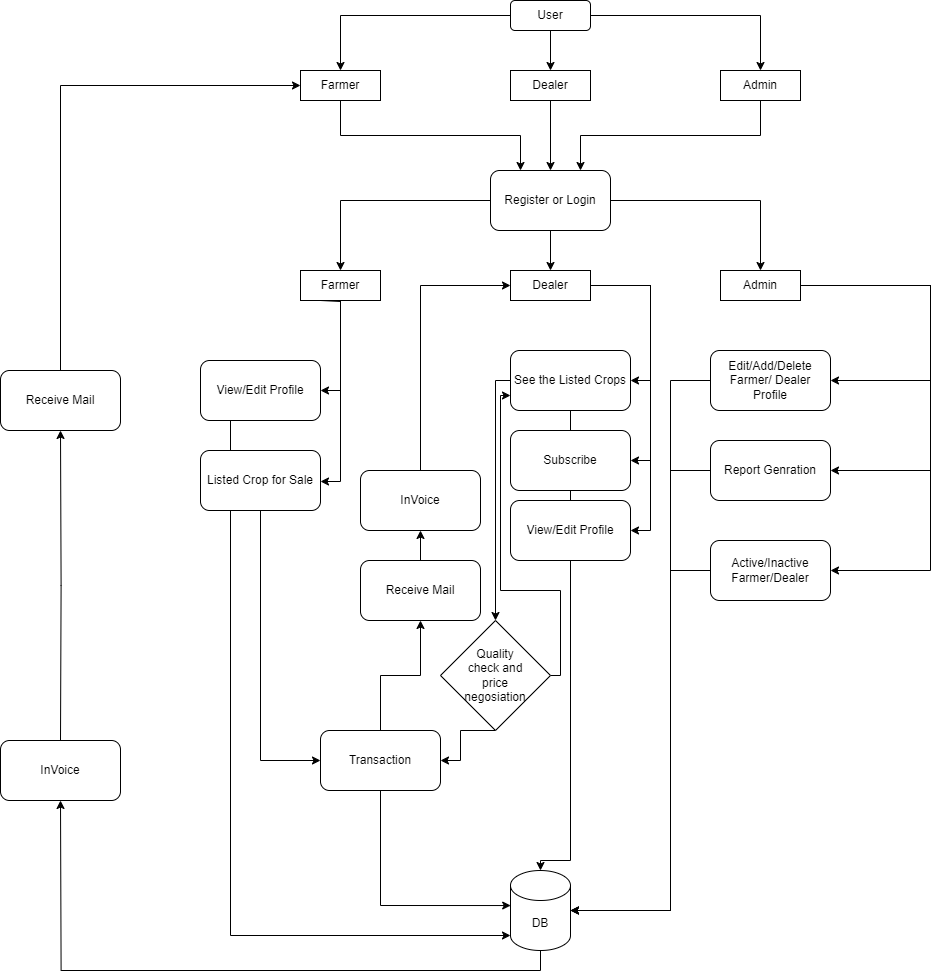 User
Farmer
Dealer
Admin
Register or Login
Farmer
Dealer
Admin
View/Edit Profile
See the Listed Crops
Edit/Add/Delete
Farmer/ Dealer
Profile
Receive Mail
Subscribe
Report Genration
Listed Crop for Sale
InVoice
View/Edit Profile
Active/Inactive
Farmer/Dealer
Receive Mail
Quality
check and
price
negosiation
InVoice
Transaction
DB